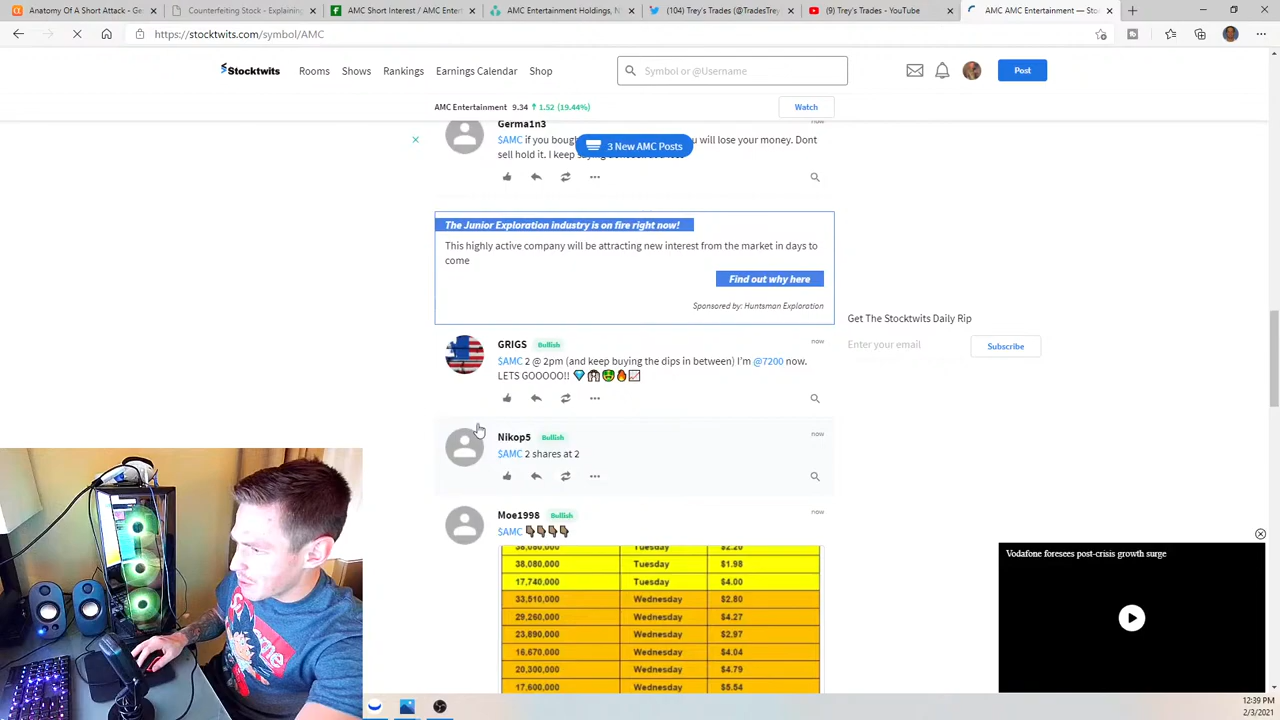 Anatomy Of A Short Attack - Ge
Counterfeiting Stock - Explainin
AMC Short Interest / AMC Enter
AMC Entertainment Holdings, N
(104) Trey's Trades (@TradesTrey
(9) Trey's Trades - YouTube
AMC AMC Entertainment — Sto
https://stocktwits.com/symbol/AMC
Stocktwits
Rooms
Shows
Rankings
Earnings Calendar
Shop
Symbol or @Username
Post
AMC Entertainment 9.34 ↑ 1.52 (19.44%)
Watch
Germa1n3
now
$AMC if you bough
3 New AMC Posts
u will lose your money. Dont
sell hold it. I keep
The Junior Exploration industry is on fire right now!
This highly active company will be attracting new interest from the market in days to
come
Find out why here
Sponsored by: Huntsman Exploration
Get The Stocktwits Daily Rip
Enter your email
Subscribe
GRIGS Bullish
now
$AMC 2 @ 2pm (and keep buying the dips in between) I'm @7200 now.
LETS GOOOOO!! 
Nikop5 Bullish
now
$AMC 2 shares at 2
Moe1998 Bullish
now
$AMC
38,080,000 Tuesday $2.20
38,080,000 Tuesday $1.98
17,740,000 Tuesday $4.00
33,510,000 Wednesday $2.80
29,260,000 Wednesday $4.27
23,890,000 Wednesday $2.97
16,670,000 Wednesday $4.04
20,300,000 Wednesday $4.79
17,600,000 Wednesday $5.54
Vodafone foresees post-crisis growth surge
12:39 PM
2/3/2021